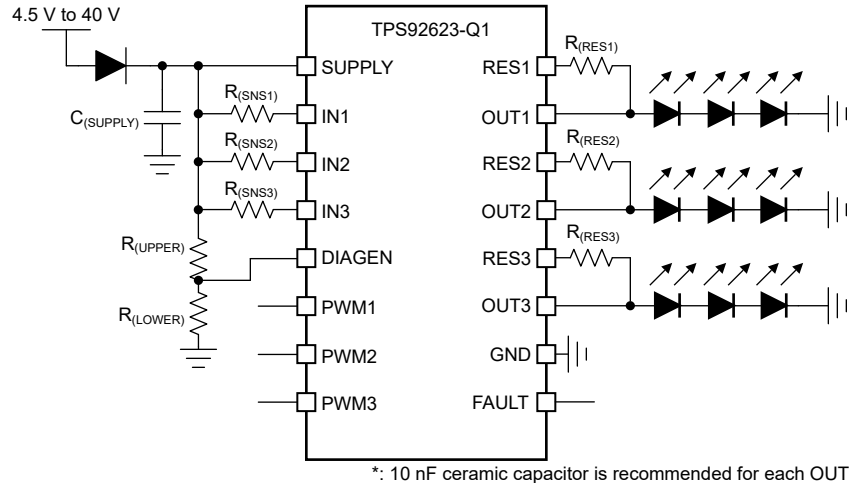 4.5 V to 40 V
TPS92623-Q1
SUPPLY
RES1
R(RES1)
R(SNS1)
C(SUPPLY)
IN1
OUT1
R(SNS2)
IN2
RES2
R(RES2)
R(SNS3)
IN3
OUT2
R(UPPER)
DIAGEN
RES3
R(RES3)
R(LOWER)
PWM1
OUT3
PWM2
GND
PWM3
FAULT
*: 10 nF ceramic capacitor is recommended for each OUT